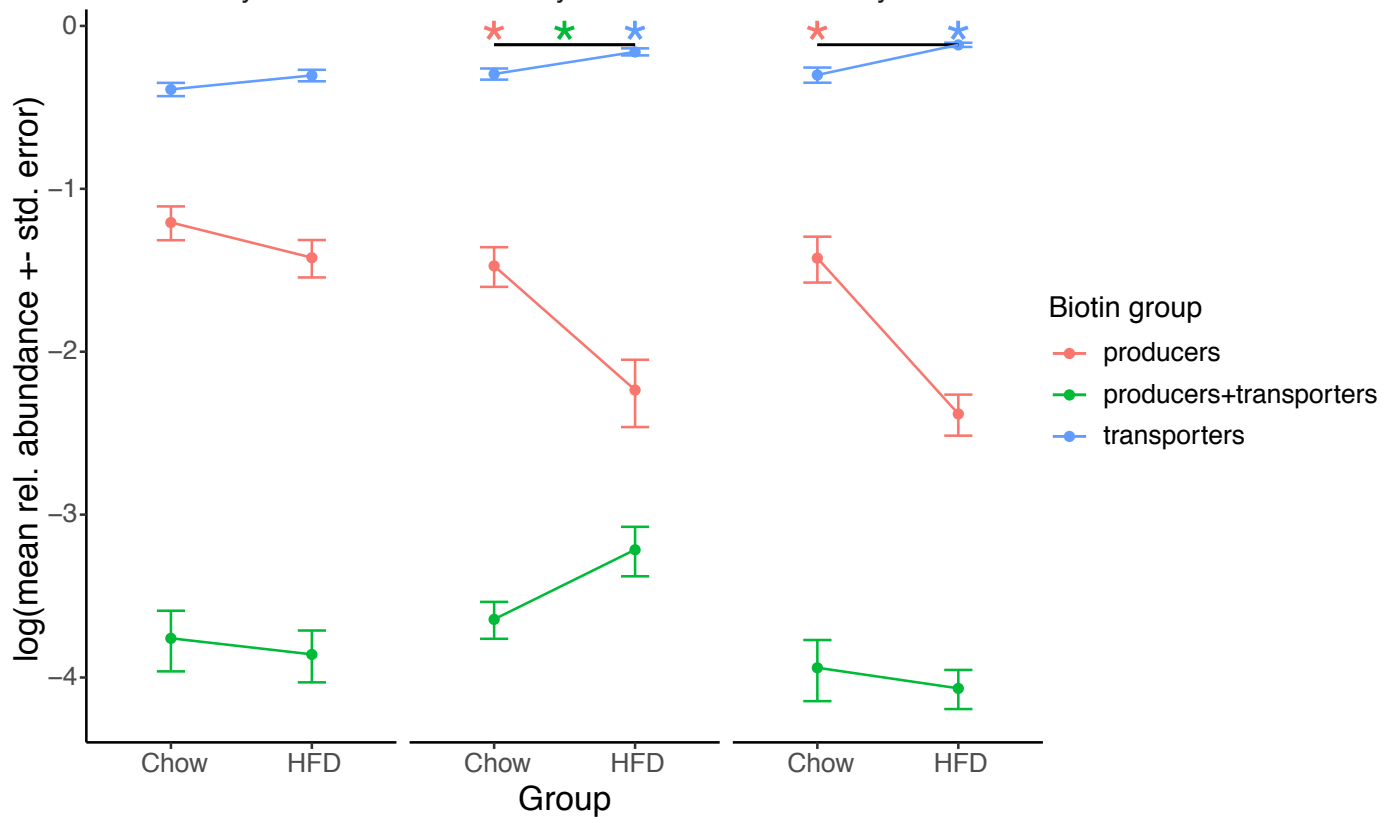 0
−1
−2
−3
−4
log(mean rel. abundance +- std. error)
* * * * *
Chow HFD Chow HFD Chow HFD
Group
Biotin group
producers
producers+transporters
transporters